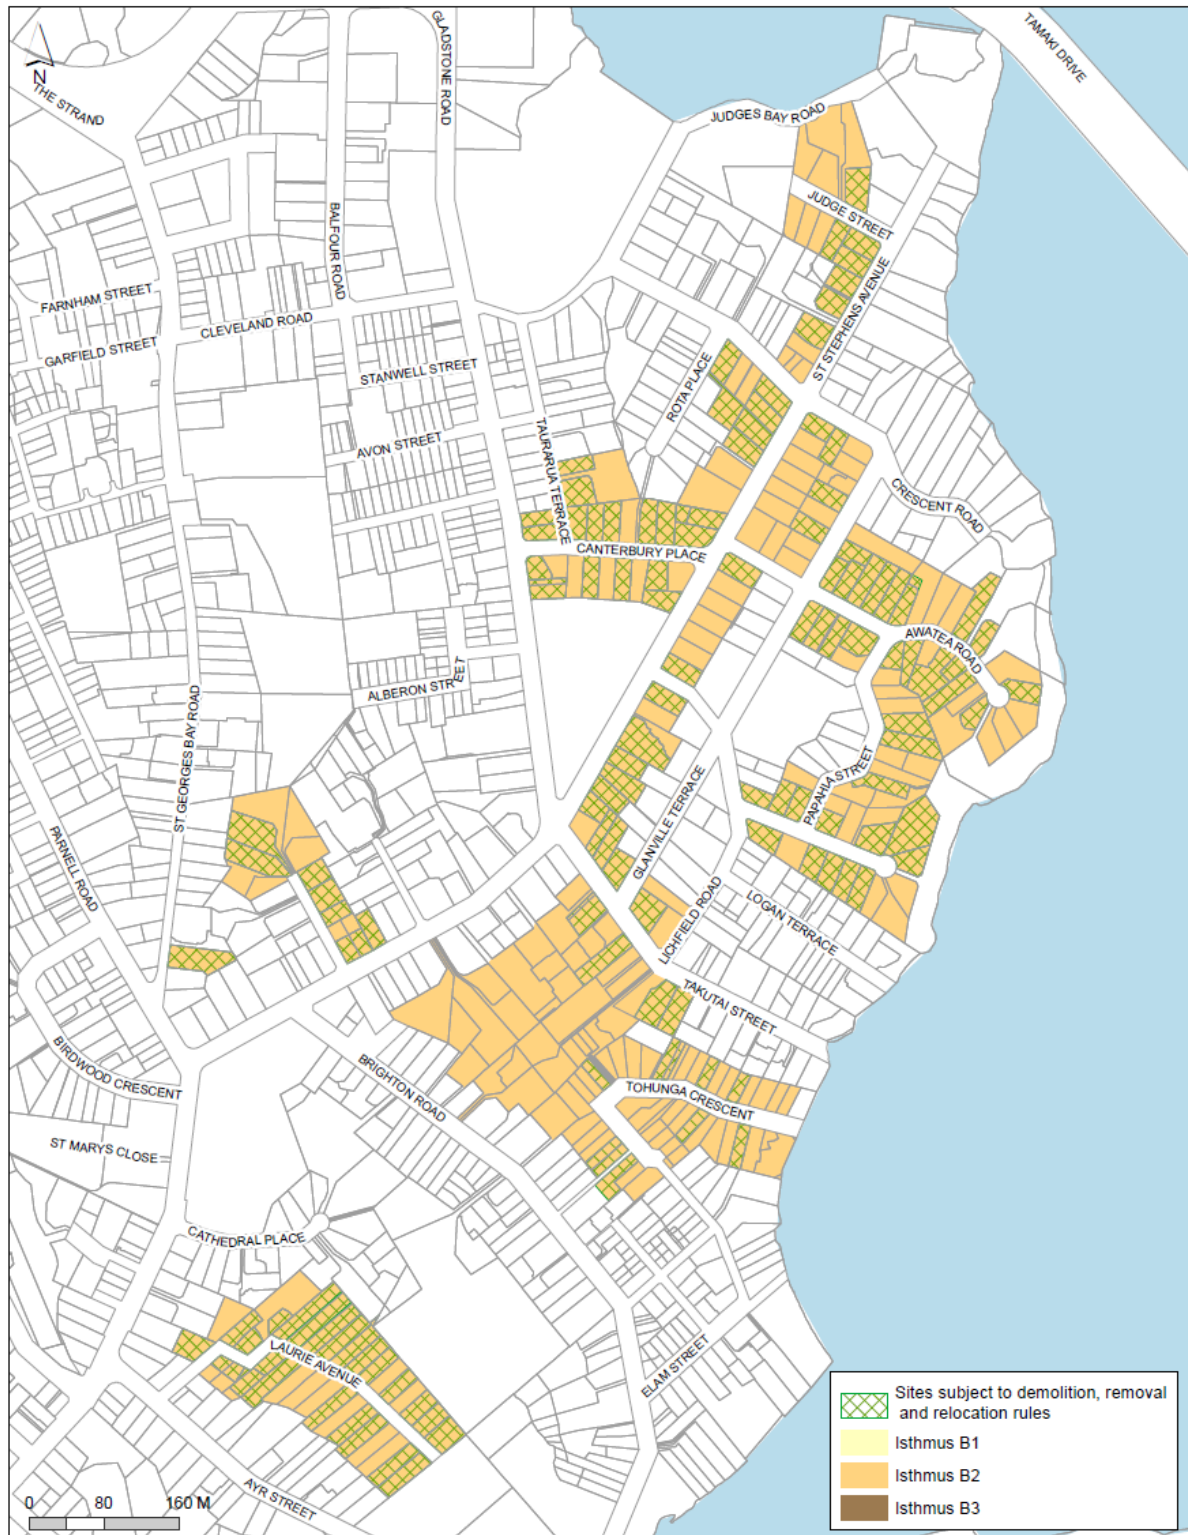 TAMAKI DRIVE
GLADSTONE ROAD
N
THE STRAND
JUDGES BAY ROAD
JUDGE STREET
BALFOUR ROAD
ST STEPHENS AVENUE
FARNHAM STREET
CLEVELAND ROAD
GARFIELD STREET
STANWELL STREET
ROTA PLACE
AVON STREET
TAURARUA TERRACE
CRESCENT ROAD
CANTERBURY PLACE
AWATEA ROAD
ALBERON STREET
ST GEORGES BAY ROAD
PAPAHIA STREET
GLANVILLE TERRACE
PARNELL ROAD
LICHFIELD ROAD
LOGAN TERRACE
TAKUTAI STREET
BIRDWOOD CRESCENT
BRIGHTON ROAD
TOHUNGA CRESCENT
ST MARYS CLOSE
CATHEDRAL PLACE
LAURIE AVENUE
ELAM STREET
AYR STREET
0 80 160 M
Sites subject to demolition, removal
and relocation rules
Isthmus B1
Isthmus B2
Isthmus B3